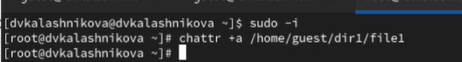 [dvkalashnikova@dvkalashnikova ~]$ sudo -i
[root@dvkalashnikova ~]# chattr +a /home/guest/dir1/file1
[root@dvkalashnikova ~]#